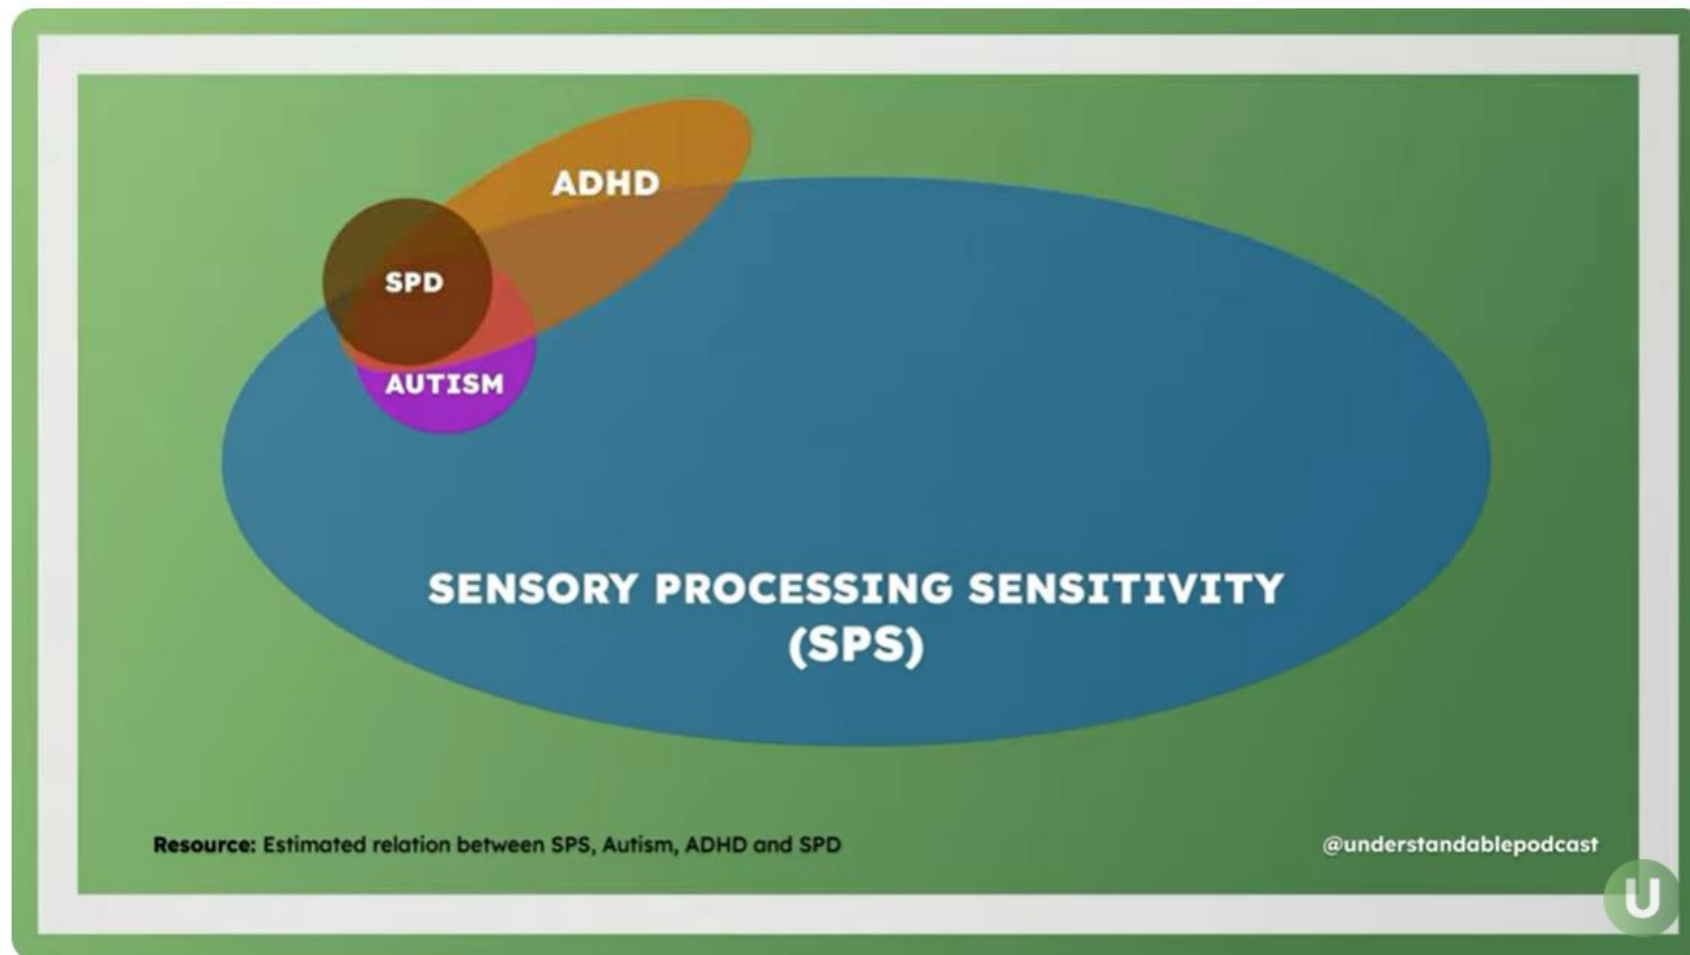 ADHD
SPD
AUTISM
SENSORY PROCESSING SENSITIVITY
(SPS)
Resource: Estimated relation between SPS, Autism, ADHD and SPD
@understandablepodcast
U